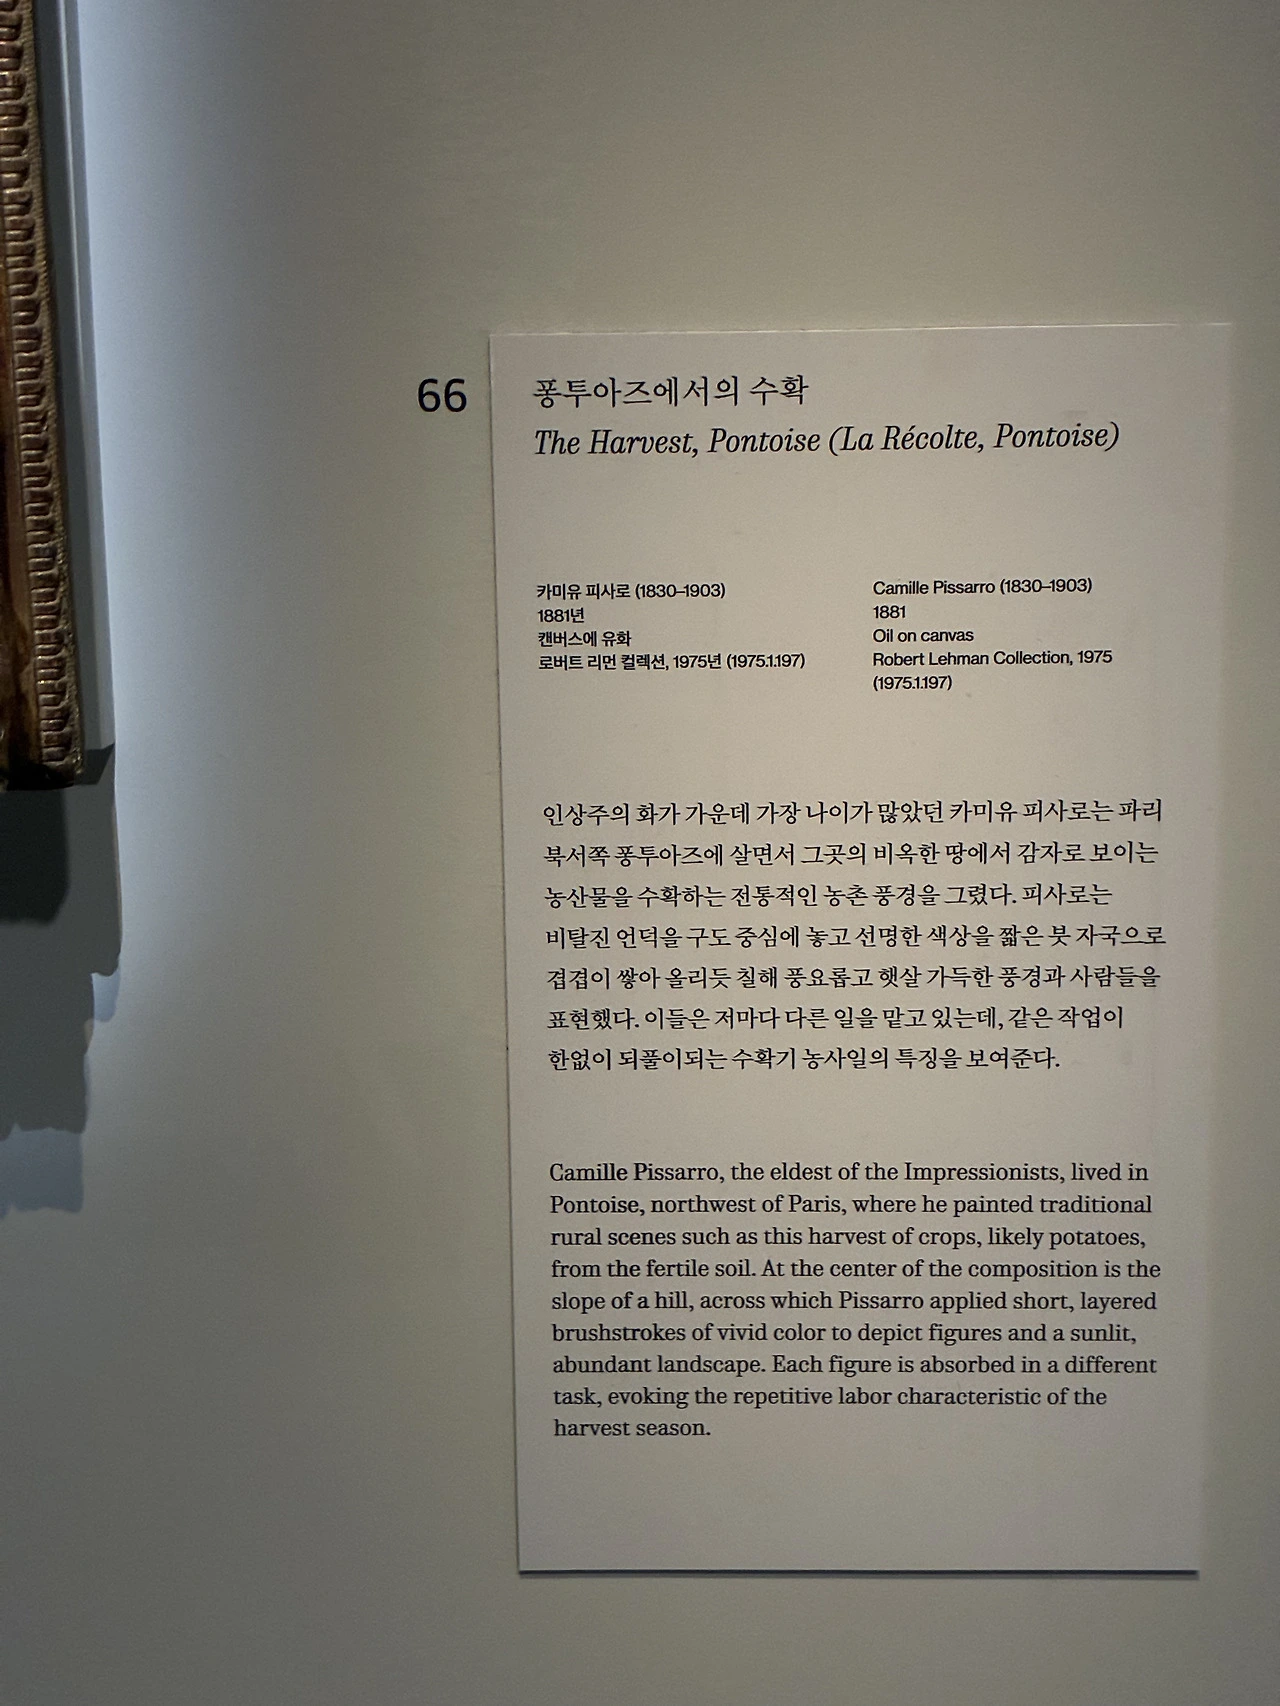 66
퐁투아즈에서의 수확
The Harvest, Pontoise (La Récolte, Pontoise)
카미유 피사로 (1830–1903)
1881년
캔버스에 유화
로버트 리먼 컬렉션, 1975년 (1975.1.197)
Camille Pissarro (1830–1903)
1881
Oil on canvas
Robert Lehman Collection, 1975
(1975.1.197)
인상주의 화가 가운데 가장 나이가 많았던 카미유 피사로는 파리
북서쪽 퐁투아즈에 살면서 그곳의 비옥한 땅에서 감자로 보이는
농산물을 수확하는 전통적인 농촌 풍경을 그렸다. 피사로는
비탈진 언덕을 구도 중심에 놓고 선명한 색상을 짧은 붓 자국으로
겹겹이 쌓아 올리듯 칠해 풍요롭고 햇살 가득한 풍경과 사람들을
표현했다. 이들은 저마다 다른 일을 맡고 있는데, 같은 작업이
한없이 되풀이되는 수확기 농사일의 특징을 보여준다.
Camille Pissarro, the eldest of the Impressionists, lived in
Pontoise, northwest of Paris, where he painted traditional
rural scenes such as this harvest of crops, likely potatoes,
from the fertile soil. At the center of the composition is the
slope of a hill, across which Pissarro applied short, layered
brushstrokes of vivid color to depict figures and a sunlit,
abundant landscape. Each figure is absorbed in a different
task, evoking the repetitive labor characteristic of the
harvest season.